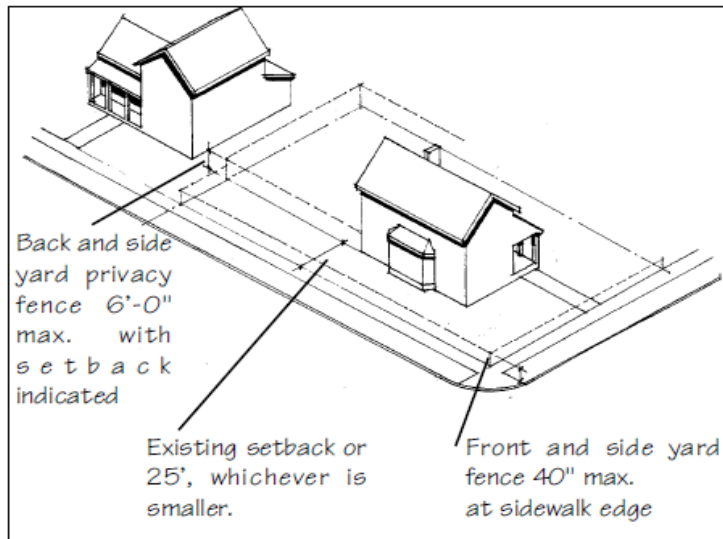 Back and side
yard privacy
fence 6'-0"
max. with
setback
indicated
Existing setback or
25', whichever is
smaller.
Front and side yard
fence 40" max.
at sidewalk edge